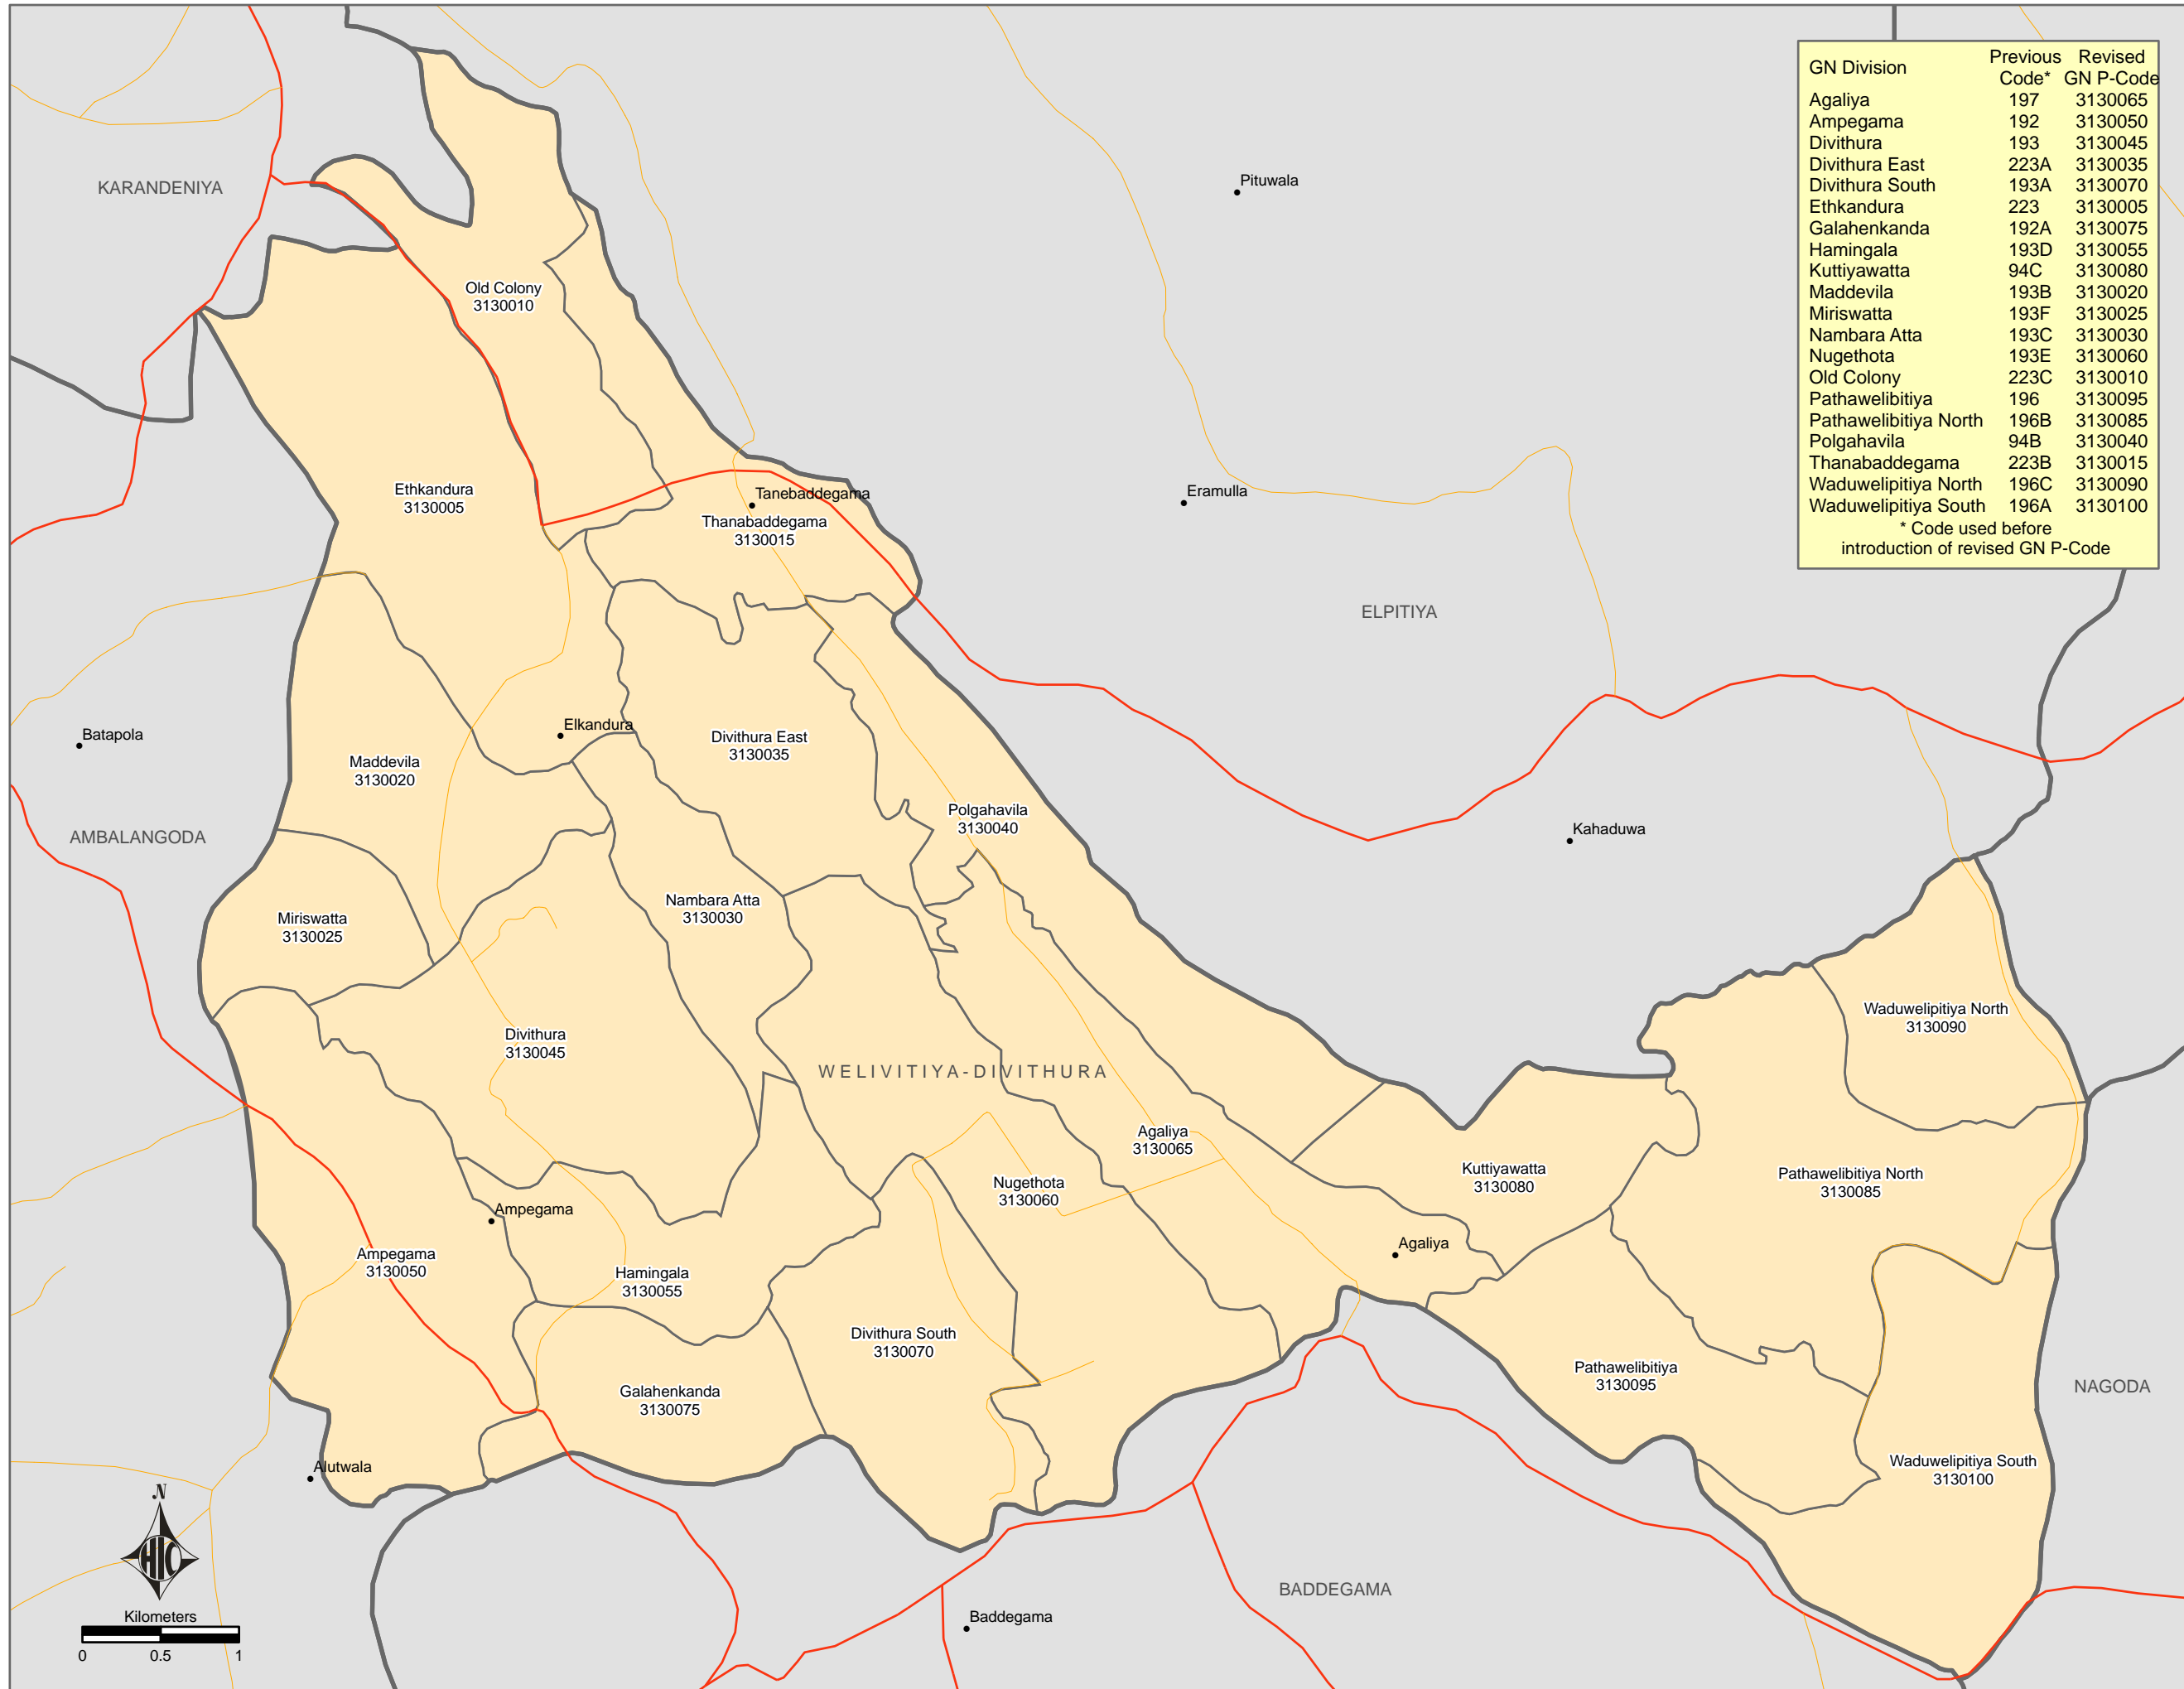 GN Division Previous Code* Revised GN P-Code
Agaliya 197 3130065
Ampegama 192 3130050
Divithura 193 3130045
Divithura East 223A 3130035
Divithura South 193A 3130070
Ethkandura 223 3130005
Galahenkanda 192A 3130075
Hamingala 193D 3130055
Kuttiyawatta 94C 3130080
Maddevila 193B 3130020
Miriswatta 193F 3130025
Nambara Atta 193C 3130030
Nugethota 193E 3130060
Old Colony 223C 3130010
Pathawelibitiya 196 3130095
Pathawelibitiya North 196B 3130085
Polgahavila 94B 3130040
Thanabaddegama 223B 3130015
Waduwelipitiya North 196C 3130090
Waduwelipitiya South 196A 3130100
* Code used before
introduction of revised GN P-Code
KARANDENIYA
Pituwala
Old Colony
3130010
Ethkandura
3130005
Tanebaddegama
Thanabaddegama
3130015
Eramulla
ELPITIYA
Batapola
Elkandura
Divithura East
3130035
Maddevila
3130020
AMBALANGODA
Polgahavila
3130040
Kahaduwa
Nambara Atta
3130030
Miriswatta
3130025
Waduwelipitiya North
3130090
Divithura
3130045
WELIVITIYA-DIVITHURA
Agaliya
3130065
Kuttiyawatta
3130080
Pathawelibitiya North
3130085
Nugethota
3130060
Ampegama
Agaliya
Ampegama
3130050
Hamingala
3130055
Divithura South
3130070
Pathawelibitiya
3130095
NAGODA
Galahenkanda
3130075
Waduwelipitiya South
3130100
Alutwala
N
HIC
BADDEGAMA
Baddegama
Kilometers
0 0.5 1